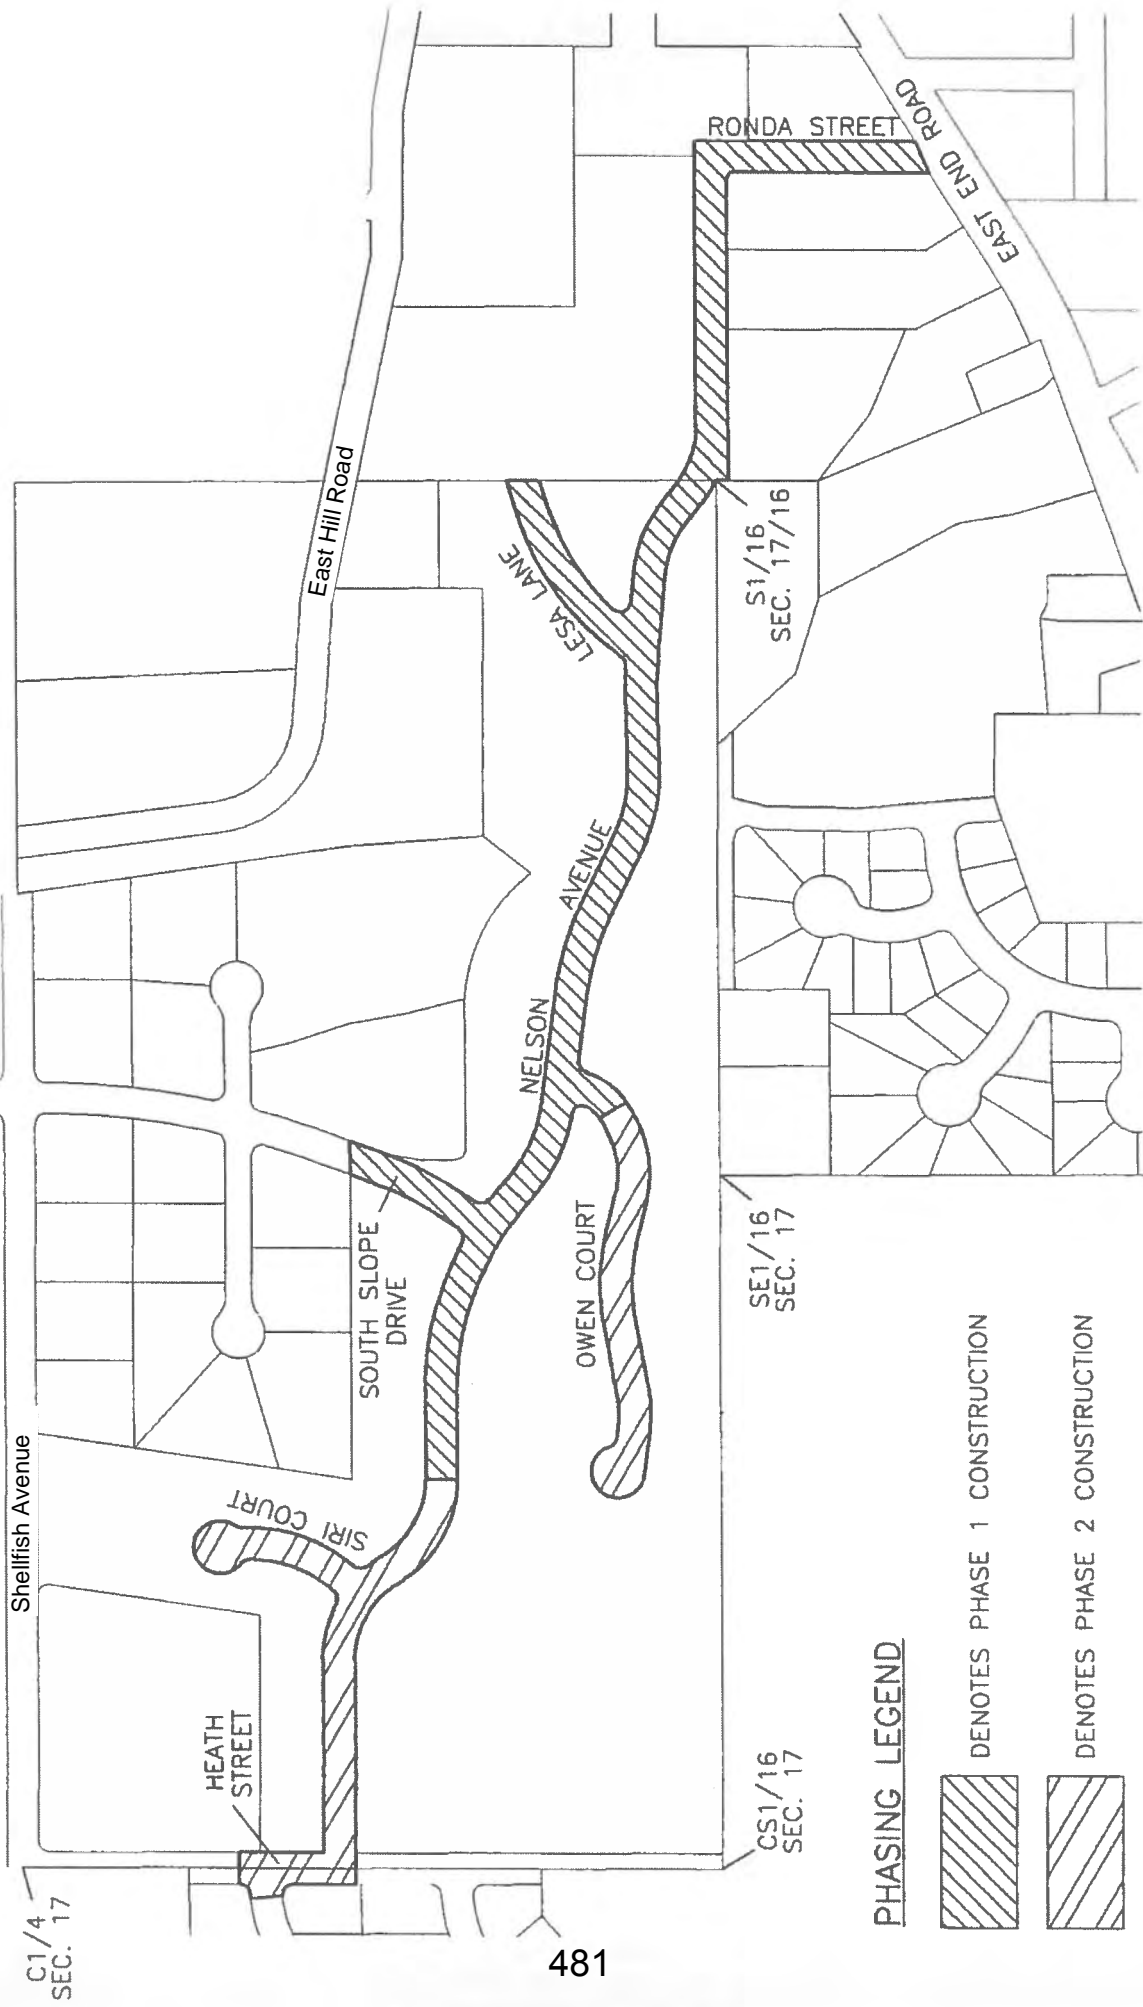 RONDA STREET
EAST END ROAD
East Hill Road
LESA LANE
S1/16
SEC. 17/16
NELSON AVENUE
SOUTH SLOPE
DRIVE
OWEN COURT
SE1/16
SEC. 17
Shellfish Avenue
SIRI COURT
HEATH
STREET
CS1/16
SEC. 17
C1/4
SEC. 17
PHASING LEGEND
DENOTES PHASE 1 CONSTRUCTION
DENOTES PHASE 2 CONSTRUCTION
481